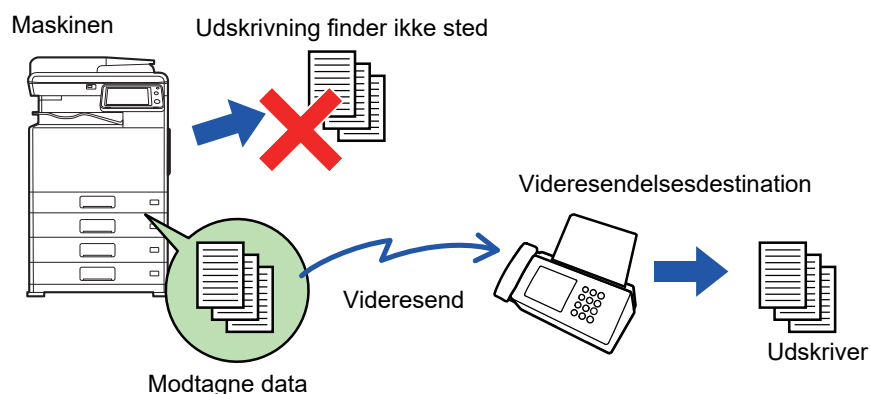 Maskinen
Udskrivning finder ikke sted
Videresendelsesdestination
Videresend
Udskriver
Modtagne data